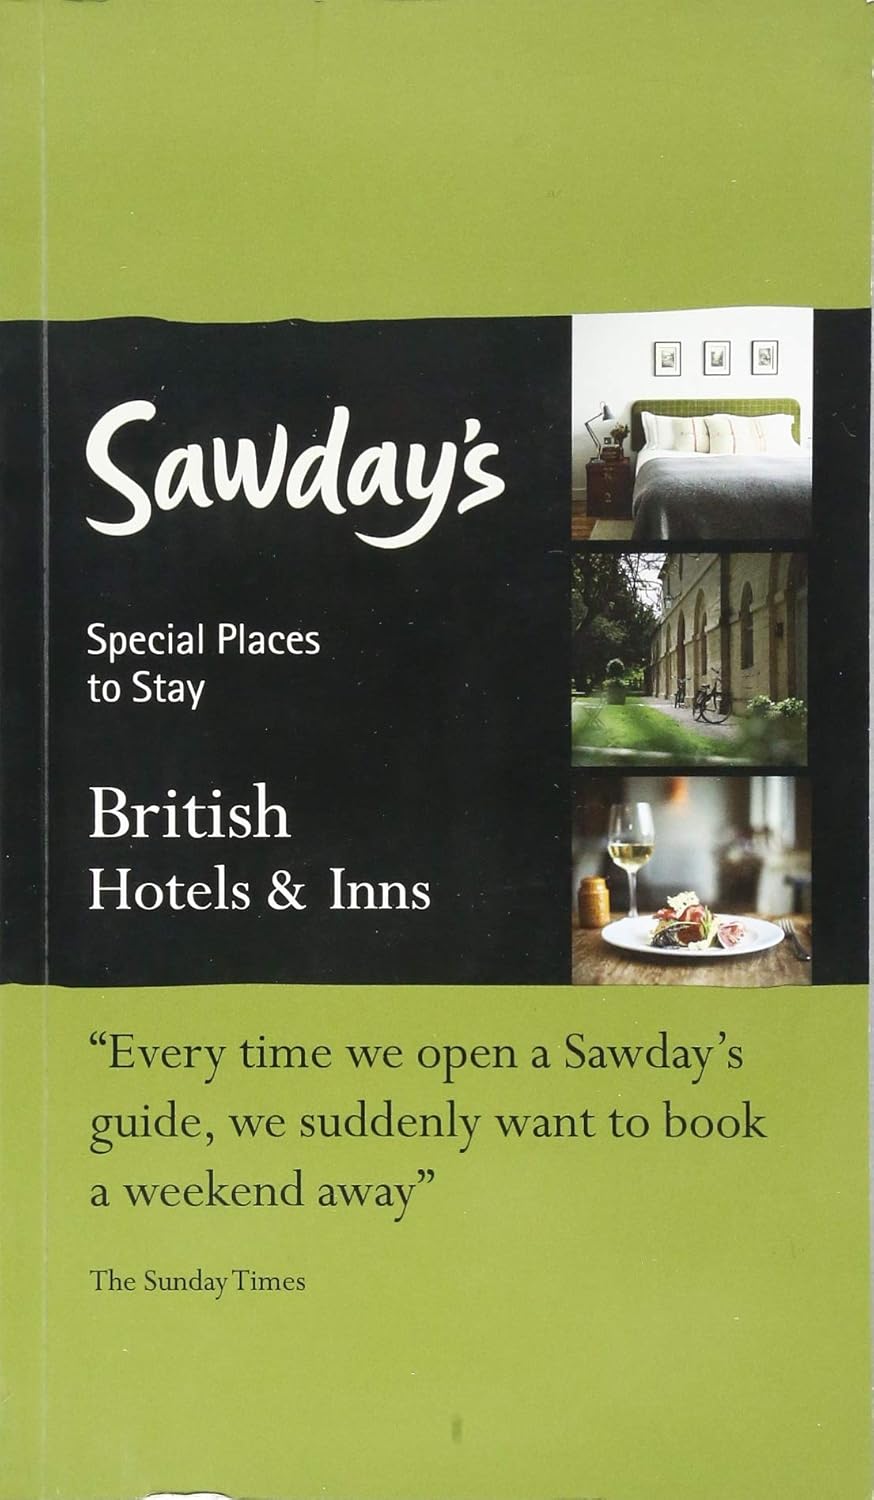 Sawday's
Special Places
to Stay
British
Hotels & Inns
“Every time we open a Sawday’s
guide, we suddenly want to book
a weekend away”
The Sunday Times